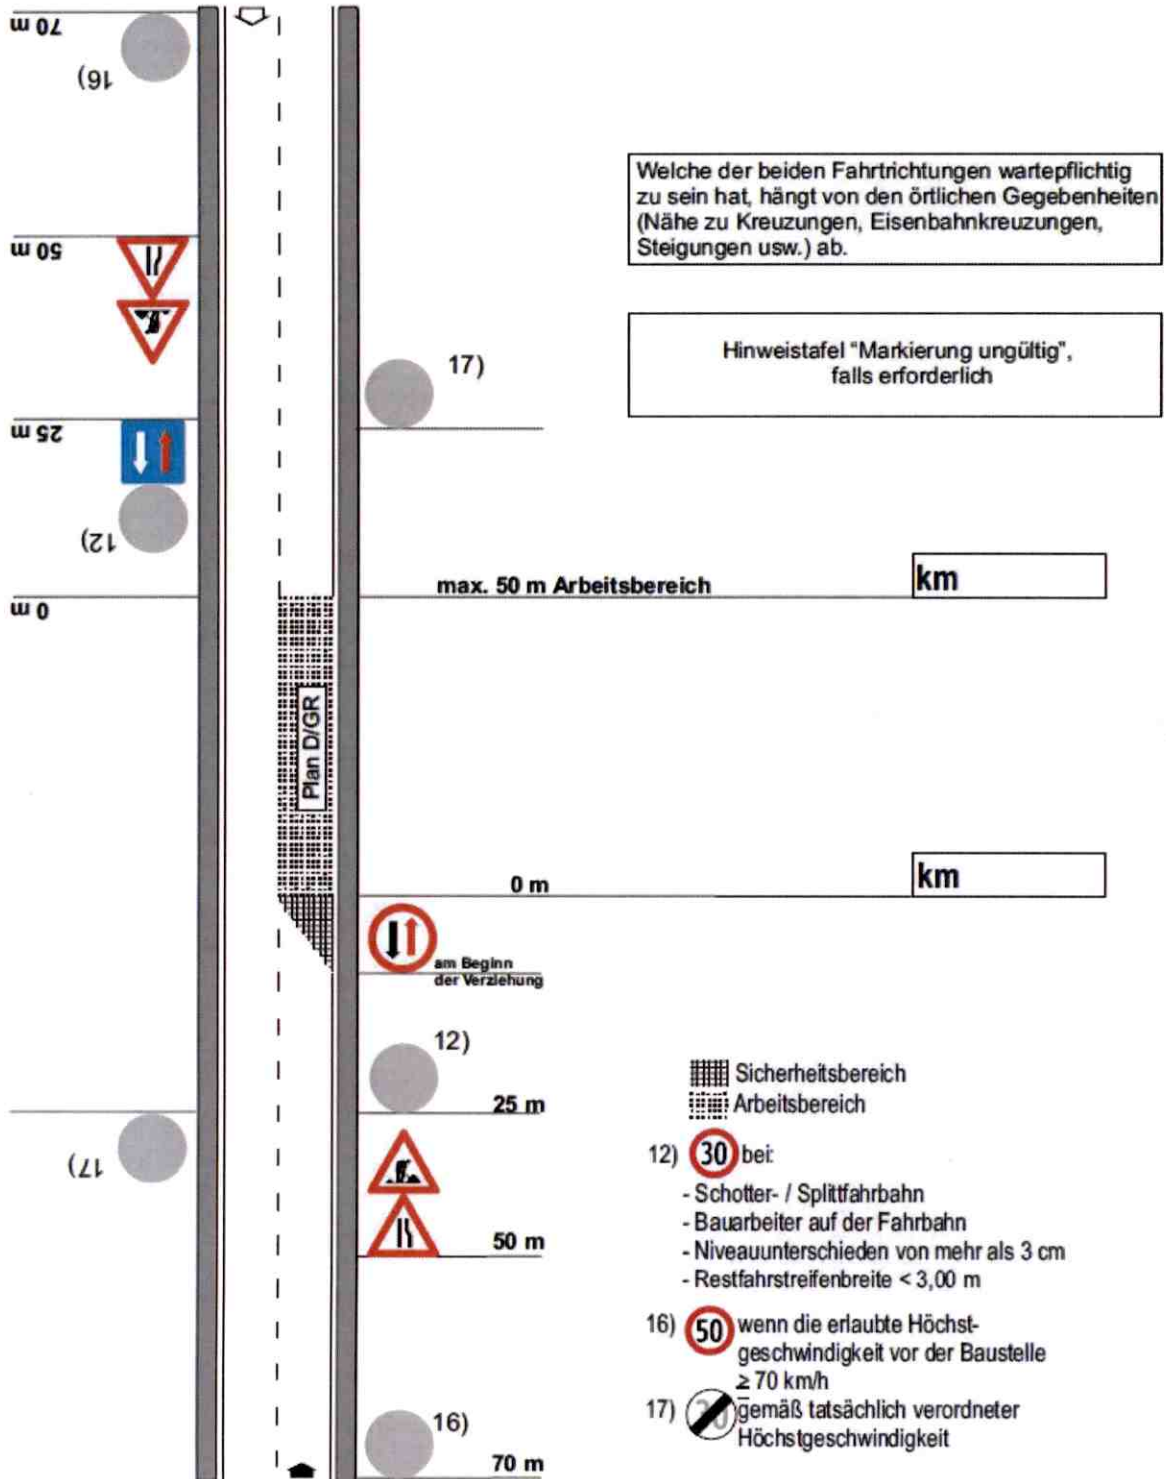 70 m
16)
50 m
25 m
12)
0 m
17)
Welche der beiden Fahrtrichtungen wartepflichtig
zu sein hat, hängt von den örtlichen Gegebenheiten
(Nähe zu Kreuzungen, Eisenbahnkreuzungen,
Steigungen usw.) ab.
Hinweistafel "Markierung ungültig",
falls erforderlich
17)
max. 50 m Arbeitsbereich
km
Plan D/GR
0 m
km
am Beginn
der Verziehung
12)
25 m
50 m
16)
70 m
Sicherheitsbereich
Arbeitsbereich
12) 30 bei:
- Schotter- / Splittfahrbahn
- Bauarbeiter auf der Fahrbahn
- Niveauunterschieden von mehr als 3 cm
- Restfahrstreifenbreite < 3,00 m
16) 50 wenn die erlaubte Höchst-
geschwindigkeit vor der Baustelle
≥ 70 km/h
17) gemäß tatsächlich verordneter
Höchstgeschwindigkeit